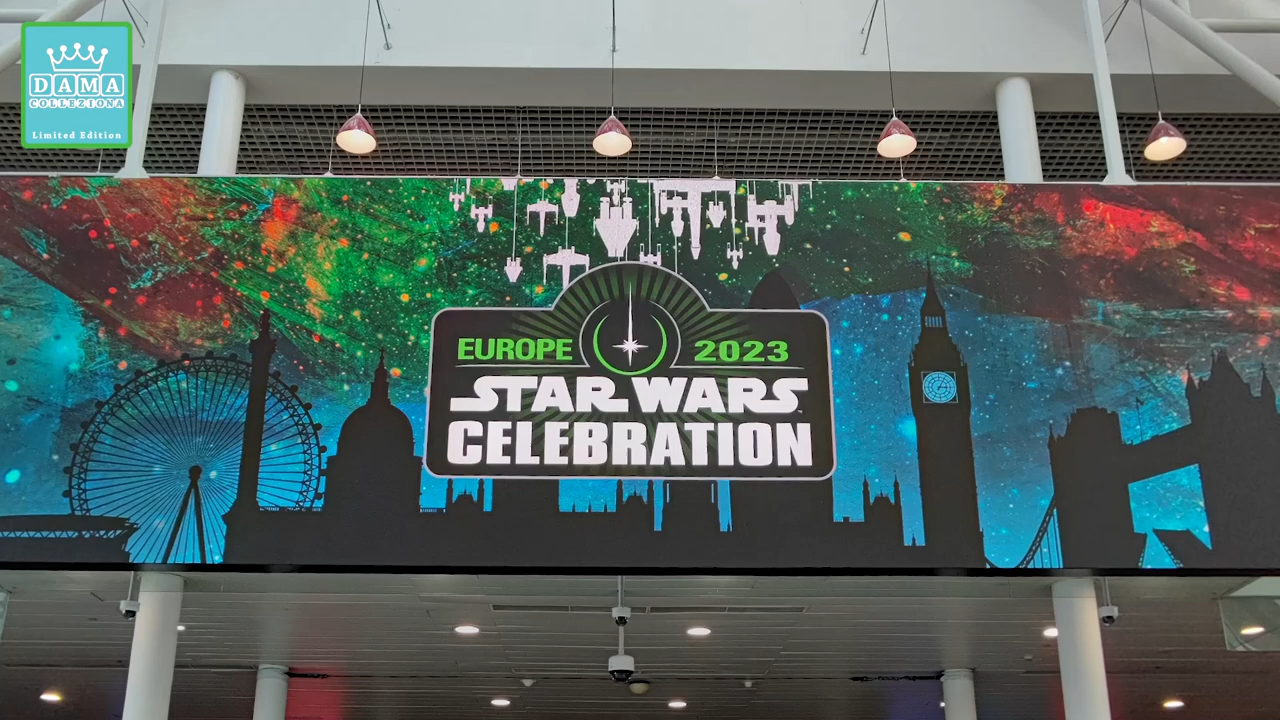 DAMA
COLLEZIONA
Limited Edition
EUROPE 2023
STAR WARS
CELEBRATION